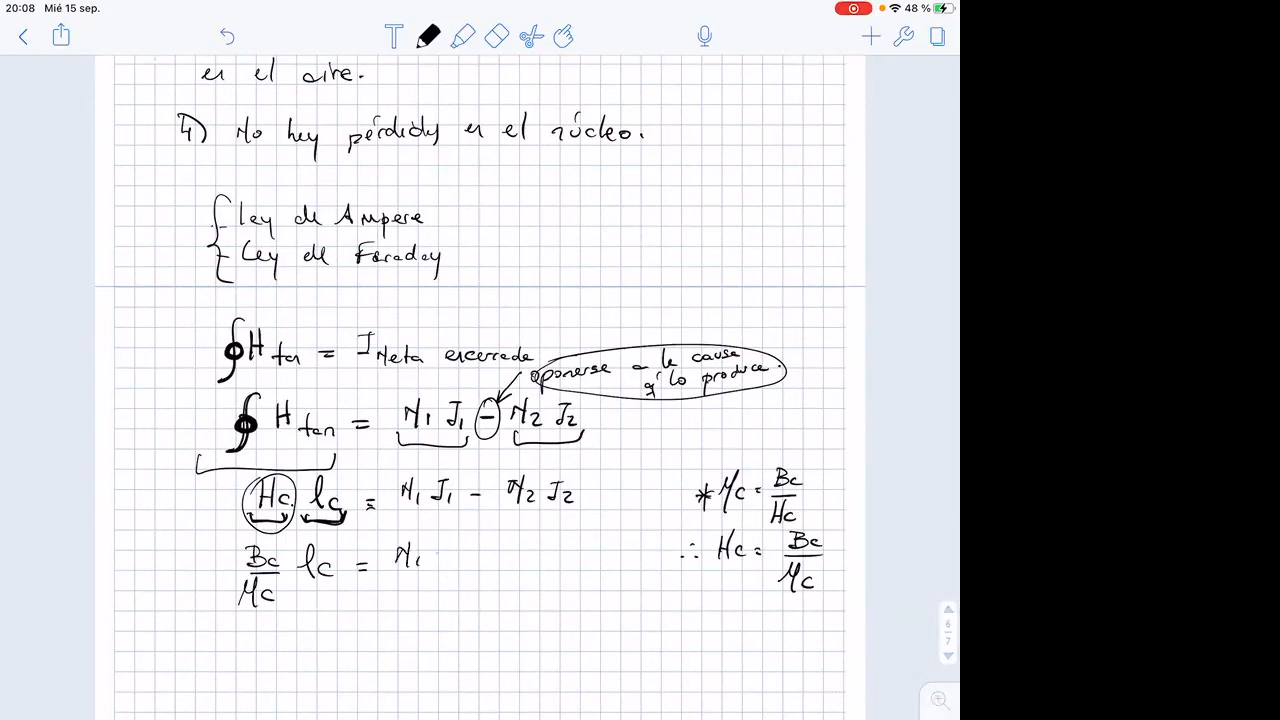 20:08 Mié 15 sep. 48 %
T
en el aire.
4) No hay pérdidas en el núcleo.
- Ley de Ampere
- Ley de Faraday
∮ H tan = I Neta encerrada
oponerse a la causa
q' lo produce.
∮ H tan = N1 I1 - N2 I2
Hc. lc = N1 I1 - N2 I2
* μc = Bc/Hc
Bc/μc lc = N1
∴ Hc = Bc/μc
6
7